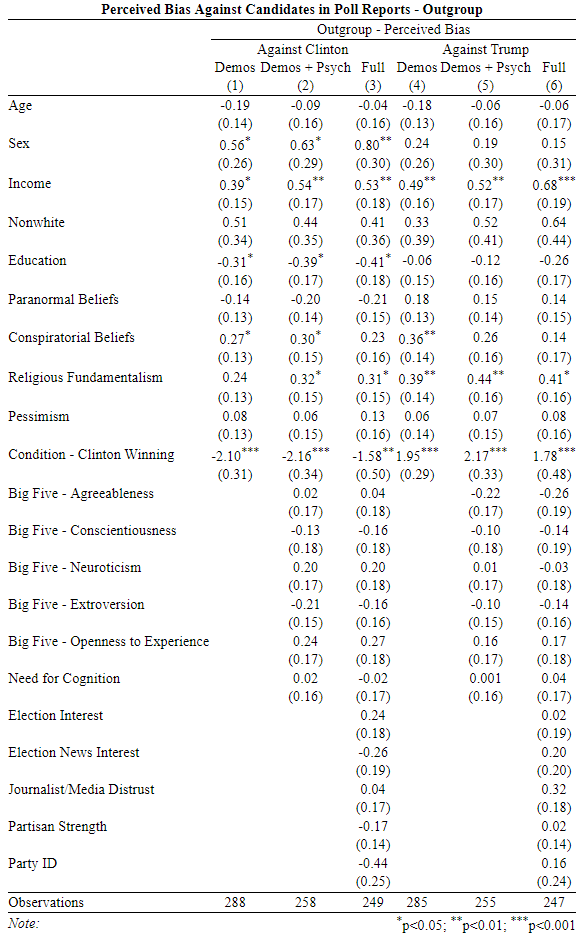 Perceived Bias Against Candidates in Poll Reports - Outgroup
Outgroup - Perceived Bias
Against Clinton Against Trump
Demos Demos + Psych Full Demos Demos + Psych Full
(1) (2) (3) (4) (5) (6)
Age -0.19 -0.09 -0.04 -0.18 -0.06 -0.06
(0.14) (0.16) (0.16) (0.13) (0.16) (0.17)
Sex 0.56* 0.63* 0.80** 0.24 0.19 0.15
(0.26) (0.29) (0.30) (0.26) (0.30) (0.31)
Income 0.39* 0.54** 0.53** 0.49** 0.52** 0.68***
(0.15) (0.17) (0.18) (0.16) (0.17) (0.19)
Nonwhite 0.51 0.44 0.41 0.33 0.52 0.64
(0.34) (0.35) (0.36) (0.39) (0.41) (0.44)
Education -0.31* -0.39* -0.41* -0.06 -0.12 -0.26
(0.16) (0.17) (0.18) (0.15) (0.16) (0.17)
Paranormal Beliefs -0.14 -0.20 -0.21 0.18 0.15 0.14
(0.13) (0.14) (0.15) (0.13) (0.14) (0.15)
Conspiratorial Beliefs 0.27* 0.30* 0.23 0.36** 0.26 0.14
(0.13) (0.15) (0.16) (0.14) (0.16) (0.17)
Religious Fundamentalism 0.24 0.32* 0.31* 0.39** 0.44** 0.41*
(0.13) (0.15) (0.15) (0.14) (0.16) (0.16)
Pessimism 0.08 0.06 0.13 0.06 0.07 0.08
(0.13) (0.15) (0.16) (0.14) (0.15) (0.16)
Condition - Clinton Winning -2.10*** -2.16*** -1.58** 1.95*** 2.17*** 1.78***
(0.31) (0.34) (0.50) (0.29) (0.33) (0.48)
Big Five - Agreeableness 0.02 0.04 -0.22 -0.26
(0.17) (0.18) (0.17) (0.19)
Big Five - Conscientiousness -0.13 -0.16 -0.10 -0.14
(0.18) (0.18) (0.18) (0.19)
Big Five - Neuroticism 0.20 0.20 0.01 -0.03
(0.17) (0.18) (0.17) (0.18)
Big Five - Extroversion -0.21 -0.16 -0.10 -0.14
(0.15) (0.16) (0.15) (0.16)
Big Five - Openness to Experience 0.24 0.27 0.16 0.17
(0.17) (0.18) (0.17) (0.18)
Need for Cognition 0.02 -0.02 0.001 0.04
(0.16) (0.17) (0.16) (0.17)
Election Interest 0.24 0.02
(0.18) (0.19)
Election News Interest -0.26 0.20
(0.19) (0.20)
Journalist/Media Distrust 0.04 0.32
(0.17) (0.18)
Partisan Strength -0.17 0.02
(0.14) (0.14)
Party ID -0.44 0.16
(0.25) (0.24)
Observations 288 258 249 285 255 247
Note: *p<0.05; **p<0.01; ***p<0.001